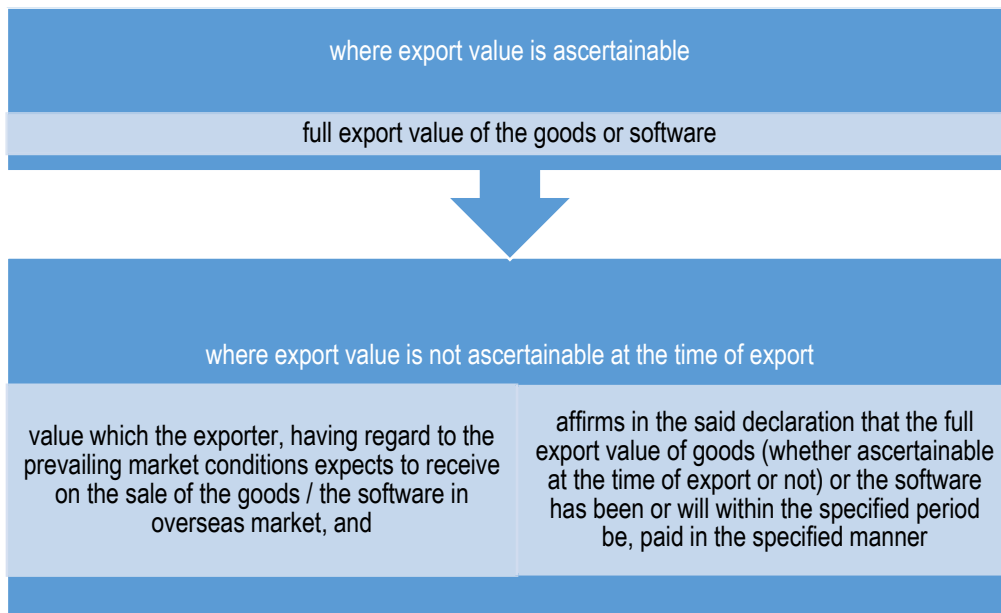 where export value is ascertainable
full export value of the goods or software
where export value is not ascertainable at the time of export
value which the exporter, having regard to the
prevailing market conditions expects to receive
on the sale of the goods / the software in
overseas market, and
affirms in the said declaration that the full
export value of goods (whether ascertainable
at the time of export or not) or the software
has been or will within the specified period
be, paid in the specified manner